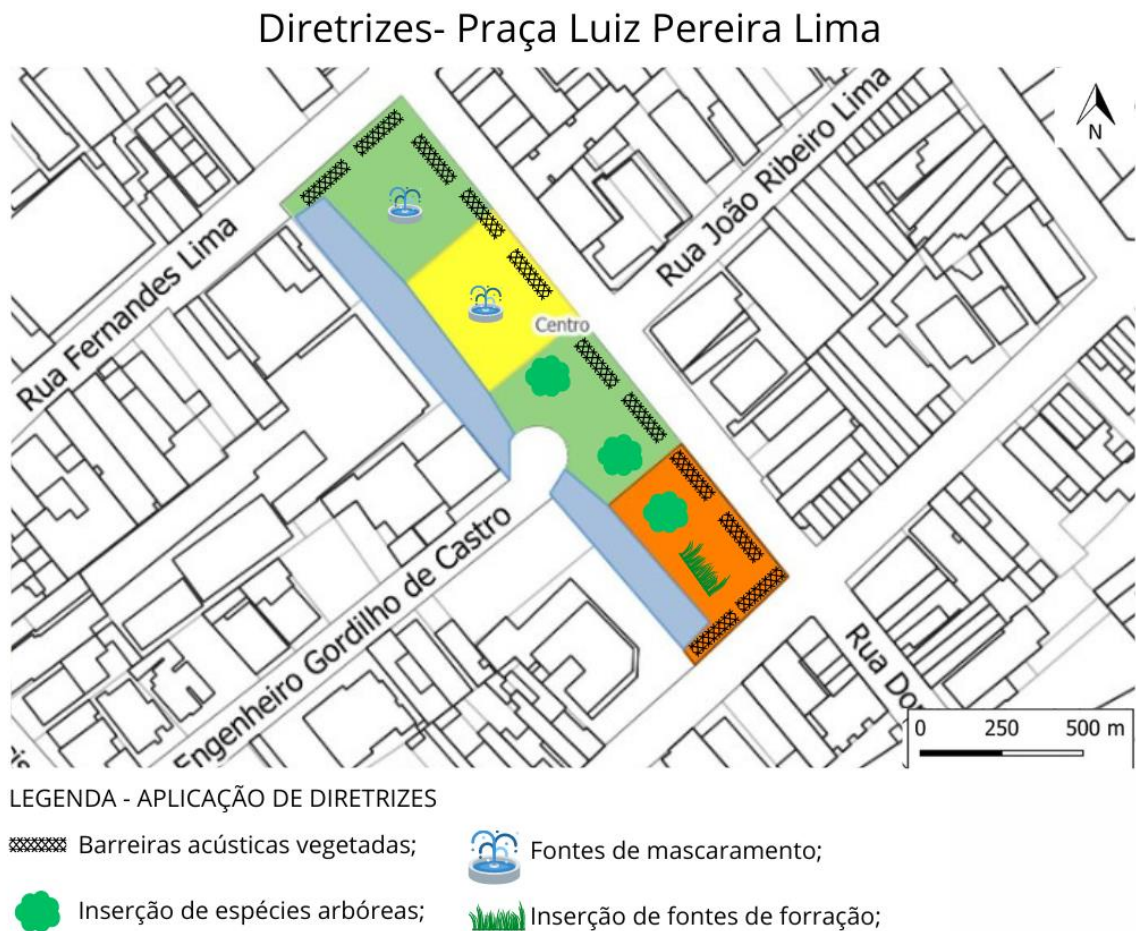 Diretrizes- Praça Luiz Pereira Lima
N
Rua João Ribeiro Lima
Rua Fernandes Lima
Centro
Engenheiro Gordilho de Castro
Rua
0 250 500 m
LEGENDA - APLICAÇÃO DE DIRETRIZES
Barreiras acústicas vegetadas;
Fontes de mascaramento;
Inserção de espécies arbóreas;
Inserção de fontes de forração;